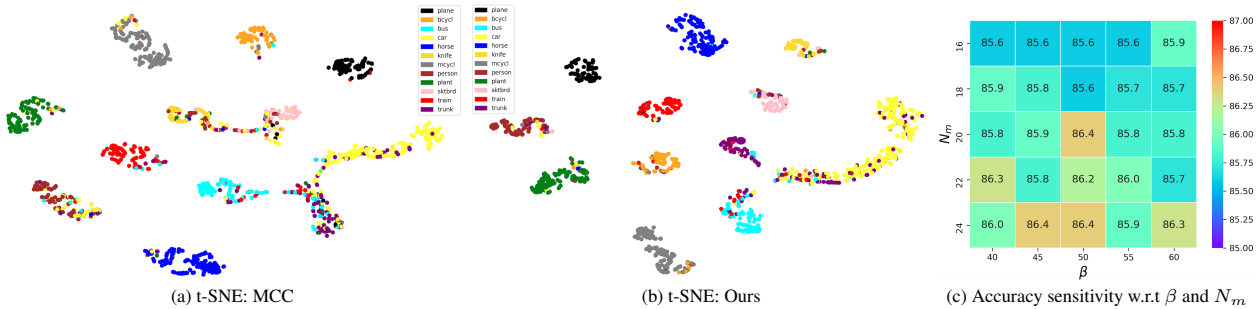 plane
bcycl
bus
car
horse
knife
mcycl
person
plant
sktbrd
train
trunk
(a) t-SNE: MCC
plane
bcycl
bus
car
horse
knife
mcycl
person
plant
sktbrd
train
trunk
(b) t-SNE: Ours
N_m
16 85.6 85.6 85.6 85.6 85.9
18 85.9 85.8 85.6 85.7 85.7
20 85.8 85.9 86.4 85.8 85.8
22 86.3 85.8 86.2 86.0 85.7
24 86.0 86.4 86.4 85.9 86.3
40 45 50 55 60
β
87.00
86.75
86.50
86.25
86.00
85.75
85.50
85.25
85.00
(c) Accuracy sensitivity w.r.t β and N_m